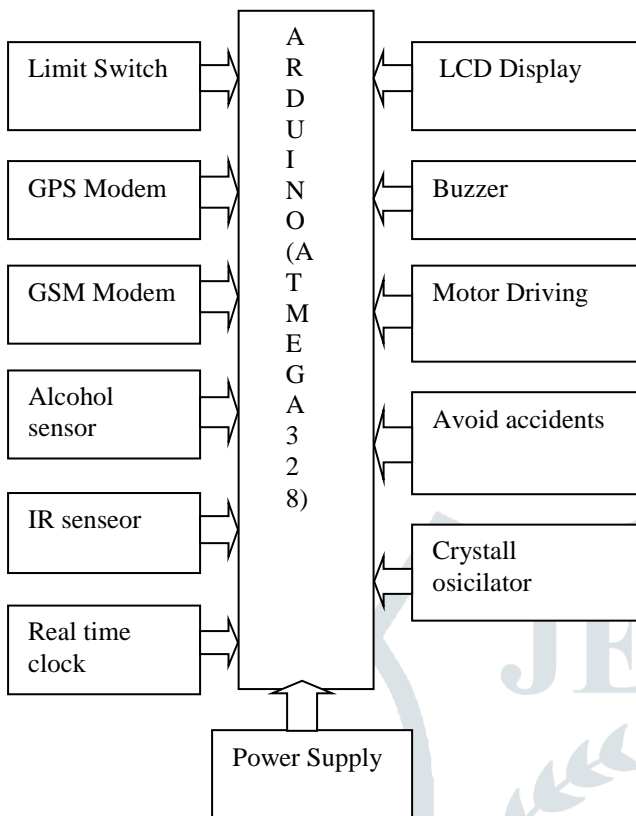 Limit Switch
GPS Modem
GSM Modem
Alcohol
sensor
IR senseor
Real time
clock
A
R
D
U
I
N
O
(A
T
M
E
G
A
3
2
8)
LCD Display
Buzzer
Motor Driving
Avoid accidents
Crystall
osicilator
Power Supply
JE